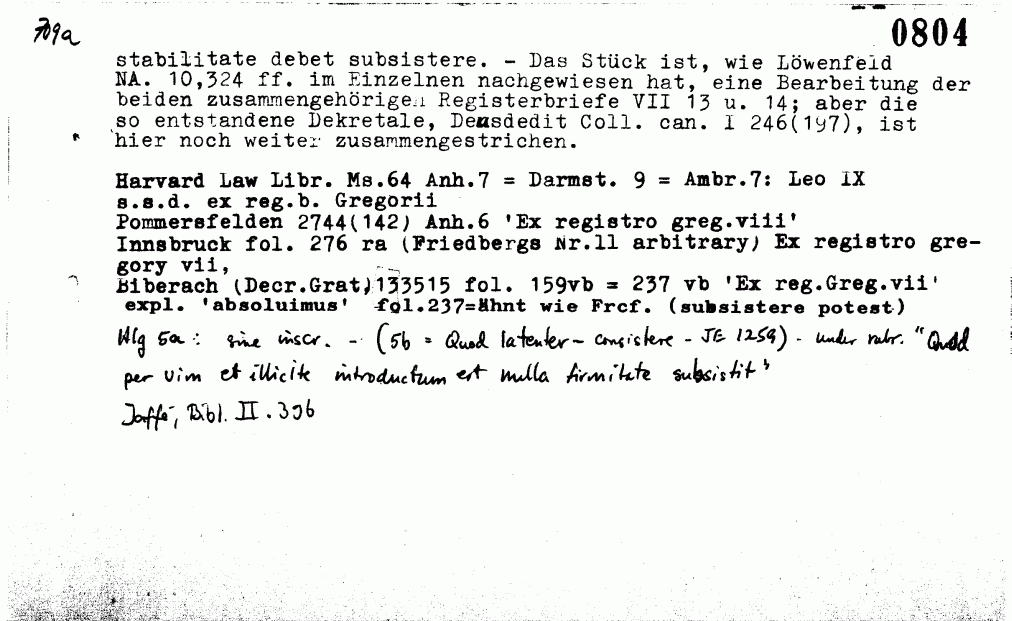 709a
0804
stabilitate debet subsistere. - Das Stück ist, wie Löwenfeld
NA. 10,324 ff. im Einzelnen nachgewiesen hat, eine Bearbeitung der
beiden zusammengehörigen Registerbriefe VII 13 u. 14; aber die
so entstandene Dekretale, Deusdedit Coll. can. I 246(197), ist
hier noch weiter zusammengestrichen.
Harvard Law Libr. Ms.64 Anh.7 = Darmst. 9 = Ambr.7: Leo IX
s.s.d. ex reg.b. Gregorii
Pommersfelden 2744(142) Anh.6 'Ex registro greg.viii'
Innsbruck fol. 276 ra (Friedbergs Nr.11 arbitrary) Ex registro gre-
gory vii,
Biberach (Decr.Grat)133515 fol. 159vb = 237 vb 'Ex reg.Greg.vii'
expl. 'absoluimus' fol.237=Ähnt wie Frcf. (subsistere potest)
5a: sine inscr. - (5b = Quod latenter - consistere - JE 1259) - under rubr. "Quod
per vim et illicite introductum est nulla firmitate subsistit"
Jaffé, Bibl. II. 396